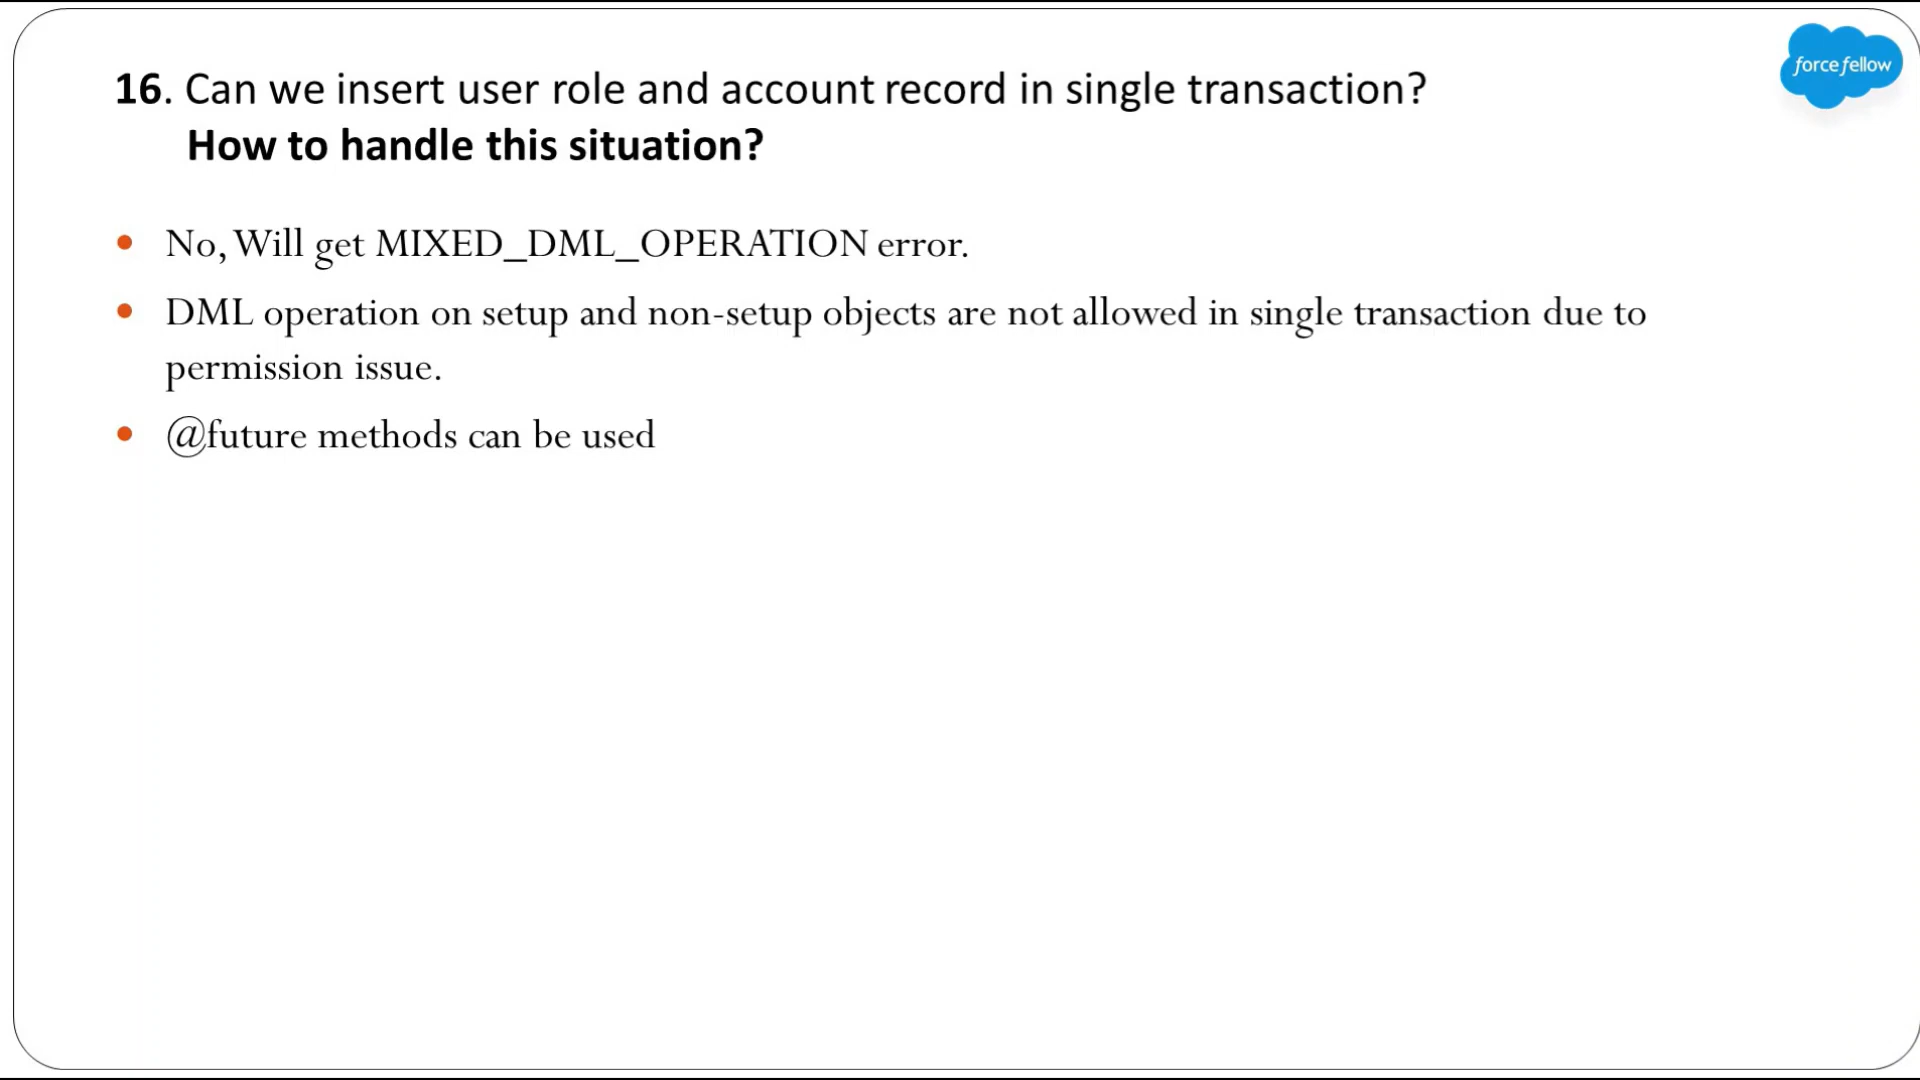 16. Can we insert user role and account record in single transaction?
force fellow
How to handle this situation?
• No, Will get MIXED_DML_OPERATION error.
• DML operation on setup and non-setup objects are not allowed in single transaction due to
permission issue.
• @future methods can be used